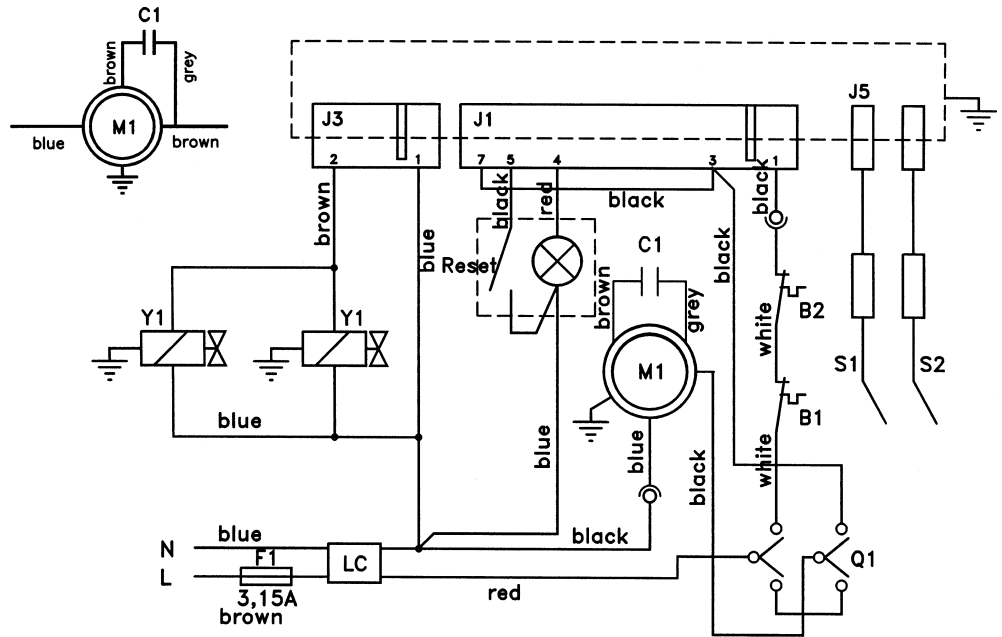 C1
brown
grey
M1
blue
brown
J3
J1
J5
2
1
7
5
4
3
1
brown
blue
black
red
black
black
black
Reset
C1
brown
grey
M1
white
B2
S1
S2
Y1
Y1
blue
B1
blue
blue
black
white
N
blue
F1
LC
black
Q1
L
3,15A
brown
red